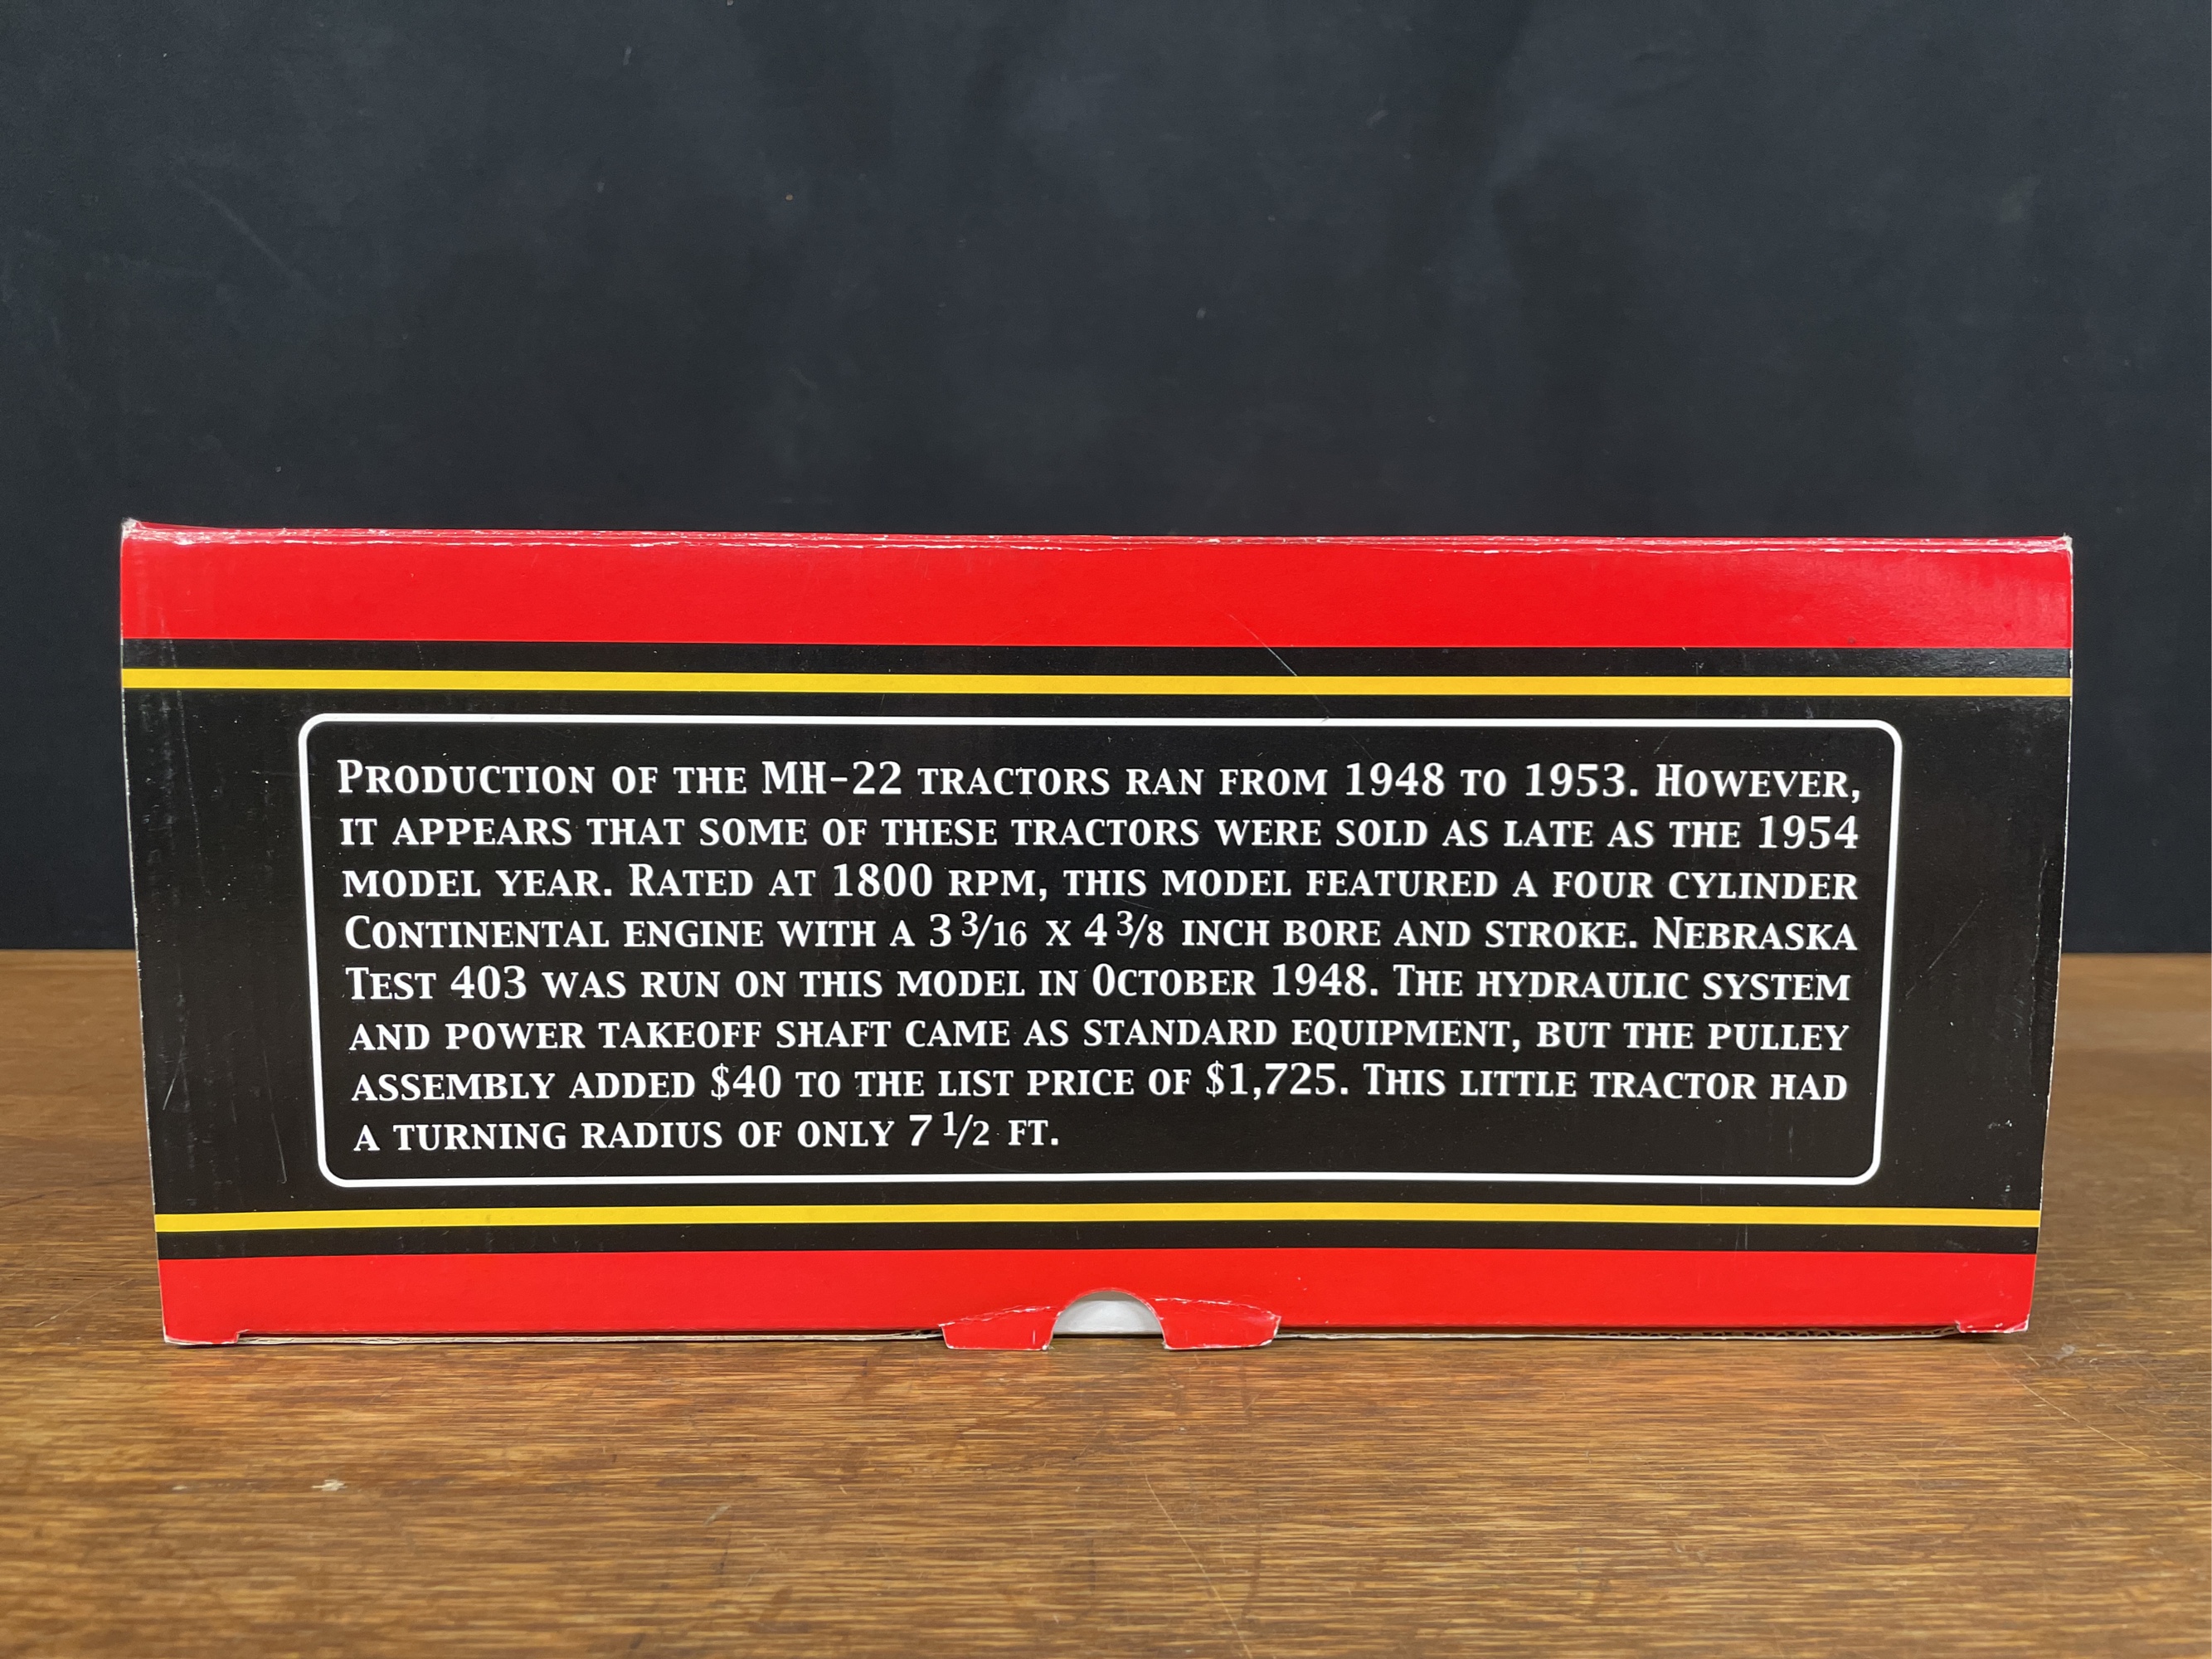 Production of the MH-22 tractors ran from 1948 to 1953. However,
it appears that some of these tractors were sold as late as the 1954
model year. Rated at 1800 rpm, this model featured a four cylinder
Continental engine with a 3 3/16 x 4 3/8 inch bore and stroke. Nebraska
Test 403 was run on this model in October 1948. The hydraulic system
and power takeoff shaft came as standard equipment, but the pulley
assembly added $40 to the list price of $1,725. This little tractor had
a turning radius of only 7 1/2 ft.